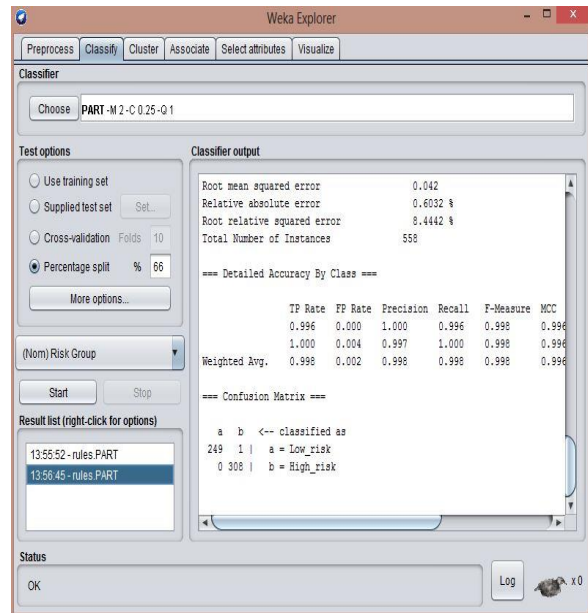 Weka Explorer
Preprocess Classify Cluster Associate Select attributes Visualize
Classifier
Choose PART -M 2 -C 0.25 -Q 1
Test options
Use training set
Supplied test set Set...
Cross-validation Folds 10
Percentage split % 66
More options...
(Nom) Risk Group
Start Stop
Result list (right-click for options)
13:55:52 - rules.PART
13:56:45 - rules.PART
Classifier output
Root mean squared error 0.042
Relative absolute error 0.6032 %
Root relative squared error 8.4442 %
Total Number of Instances 558
=== Detailed Accuracy By Class ===
TP Rate FP Rate Precision Recall F-Measure MCC
0.996 0.000 1.000 0.996 0.998 0.996
1.000 0.004 0.997 1.000 0.998 0.996
Weighted Avg. 0.998 0.002 0.998 0.998 0.998 0.996
=== Confusion Matrix ===
a b <-- classified as
249 1 | a = Low_risk
0 308 | b = High_risk
Status
OK
Log
x 0